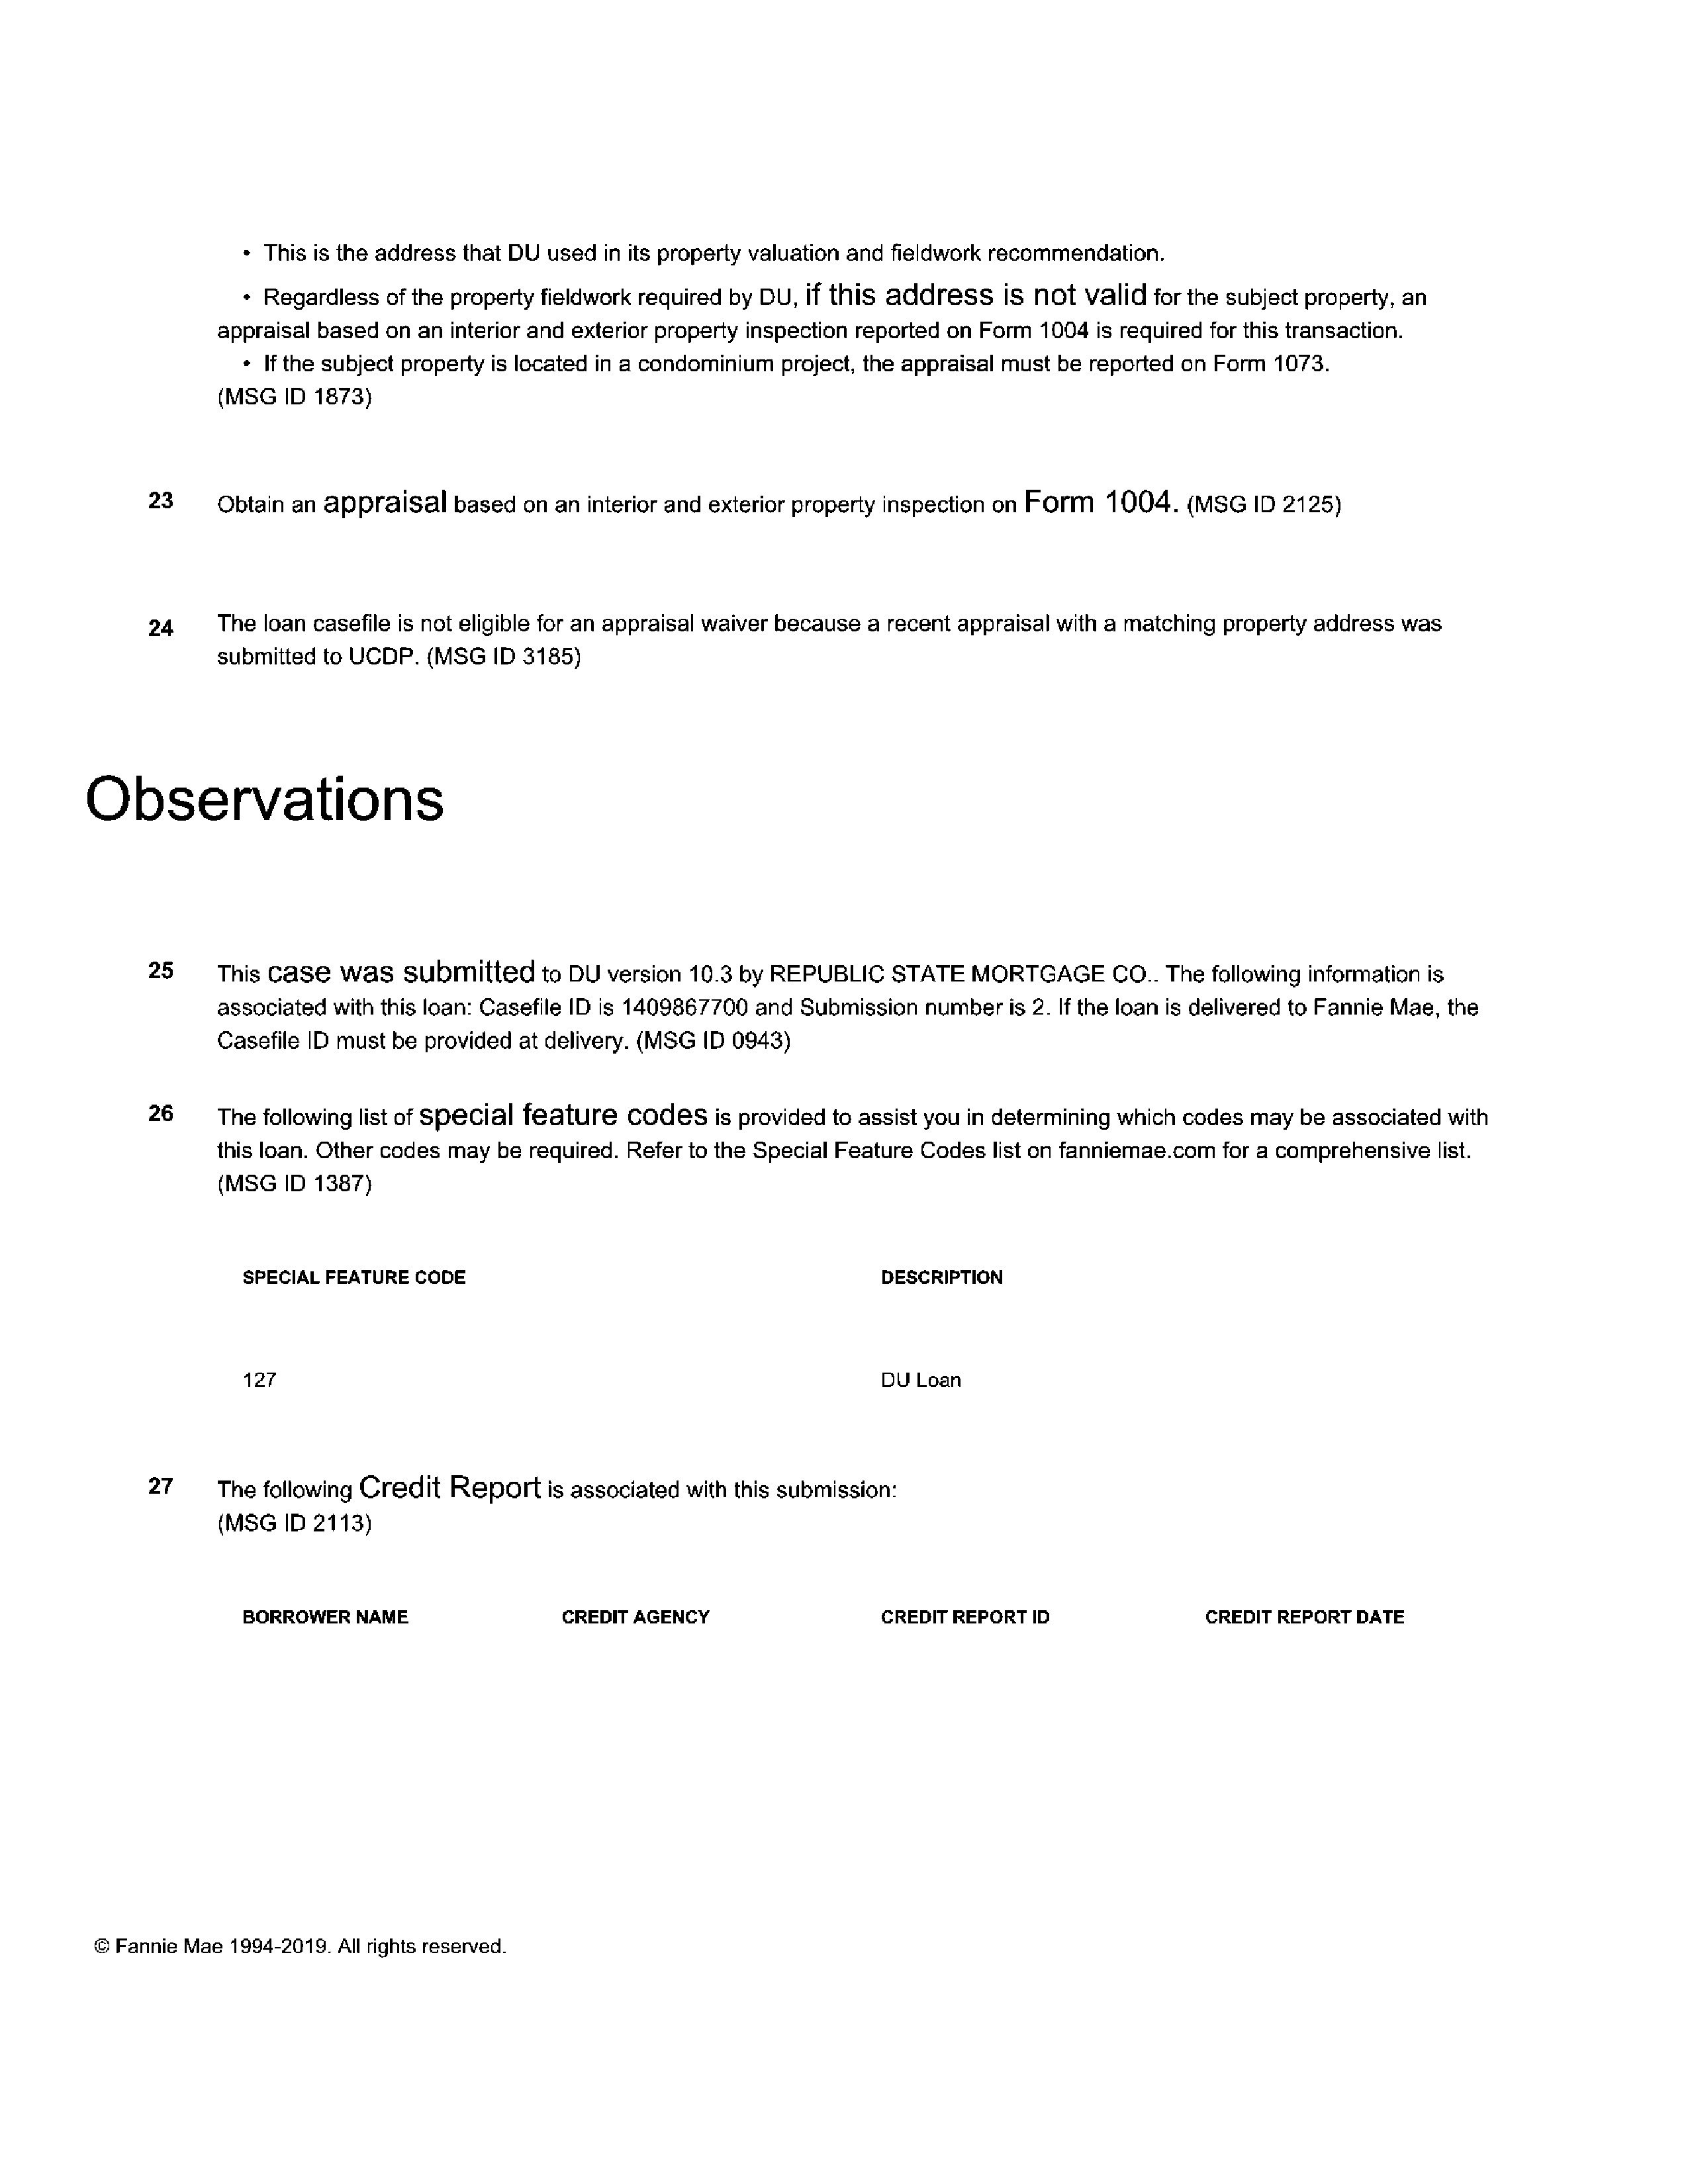 • This is the address that DU used in its property valuation and fieldwork recommendation.
• Regardless of the property fieldwork required by DU, if this address is not valid for the subject property, an
appraisal based on an interior and exterior property inspection reported on Form 1004 is required for this transaction.
• If the subject property is located in a condominium project, the appraisal must be reported on Form 1073.
(MSG ID 1873)
23 Obtain an appraisal based on an interior and exterior property inspection on Form 1004. (MSG ID 2125)
24 The loan casefile is not eligible for an appraisal waiver because a recent appraisal with a matching property address was
submitted to UCDP. (MSG ID 3185)
Observations
25 This case was submitted to DU version 10.3 by REPUBLIC STATE MORTGAGE CO.. The following information is
associated with this loan: Casefile ID is 1409867700 and Submission number is 2. If the loan is delivered to Fannie Mae, the
Casefile ID must be provided at delivery. (MSG ID 0943)
26 The following list of special feature codes is provided to assist you in determining which codes may be associated with
this loan. Other codes may be required. Refer to the Special Feature Codes list on fanniemae.com for a comprehensive list.
(MSG ID 1387)
SPECIAL FEATURE CODE DESCRIPTION
127 DU Loan
27 The following Credit Report is associated with this submission:
(MSG ID 2113)
BORROWER NAME CREDIT AGENCY CREDIT REPORT ID CREDIT REPORT DATE
© Fannie Mae 1994-2019. All rights reserved.